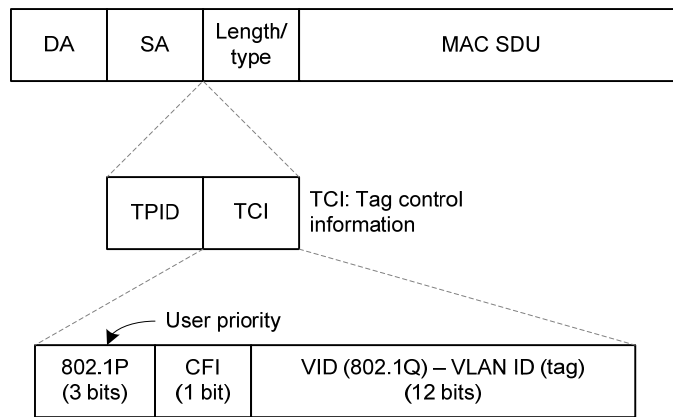 DA
SA
Length/
type
MAC SDU
TPID
TCI
TCI: Tag control
information
User priority
802.1P
(3 bits)
CFI
(1 bit)
VID (802.1Q) – VLAN ID (tag)
(12 bits)